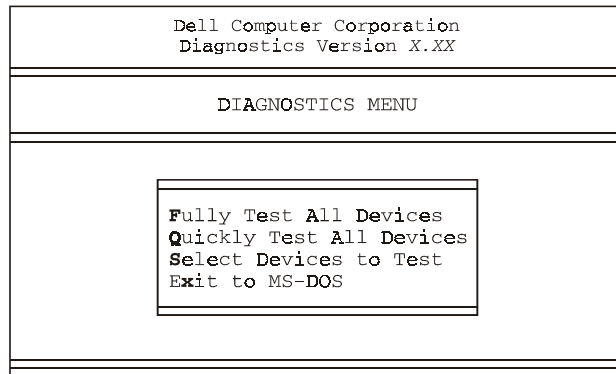 Dell Computer Corporation
Diagnostics Version X.XX
DIAGNOSTICS MENU
Fully Test All Devices
Quickly Test All Devices
Select Devices to Test
Exit to MS-DOS